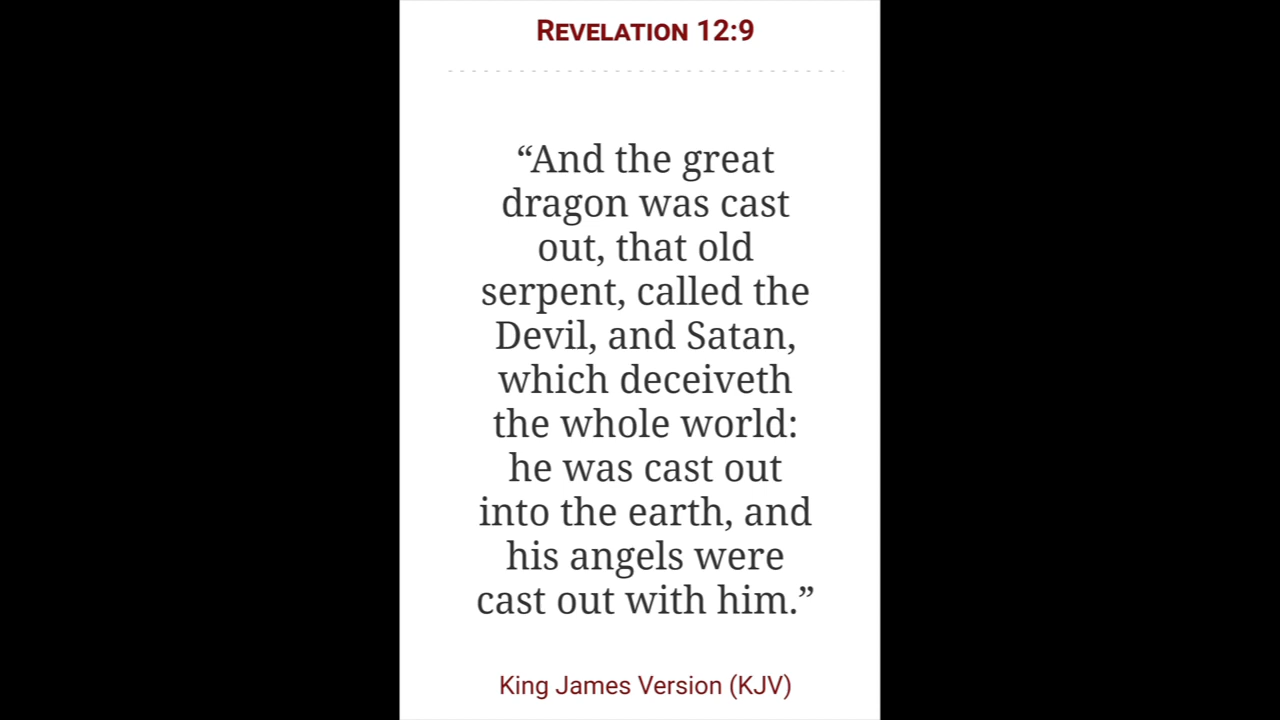 Revelation 12:9
“And the great
dragon was cast
out, that old
serpent, called the
Devil, and Satan,
which deceiveth
the whole world:
he was cast out
into the earth, and
his angels were
cast out with him.”
King James Version (KJV)